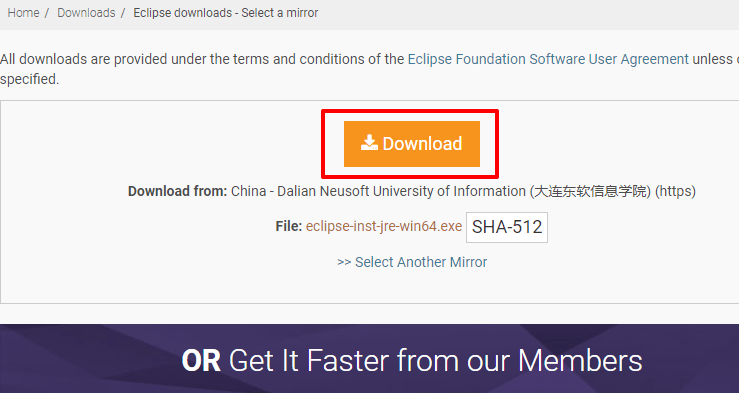 Home / Downloads / Eclipse downloads - Select a mirror
All downloads are provided under the terms and conditions of the Eclipse Foundation Software User Agreement unless
specified.
Download
Download from: China - Dalian Neusoft University of Information (大连东软信息学院) (https)
File: eclipse-inst-jre-win64.exe SHA-512
>> Select Another Mirror
OR Get It Faster from our Members